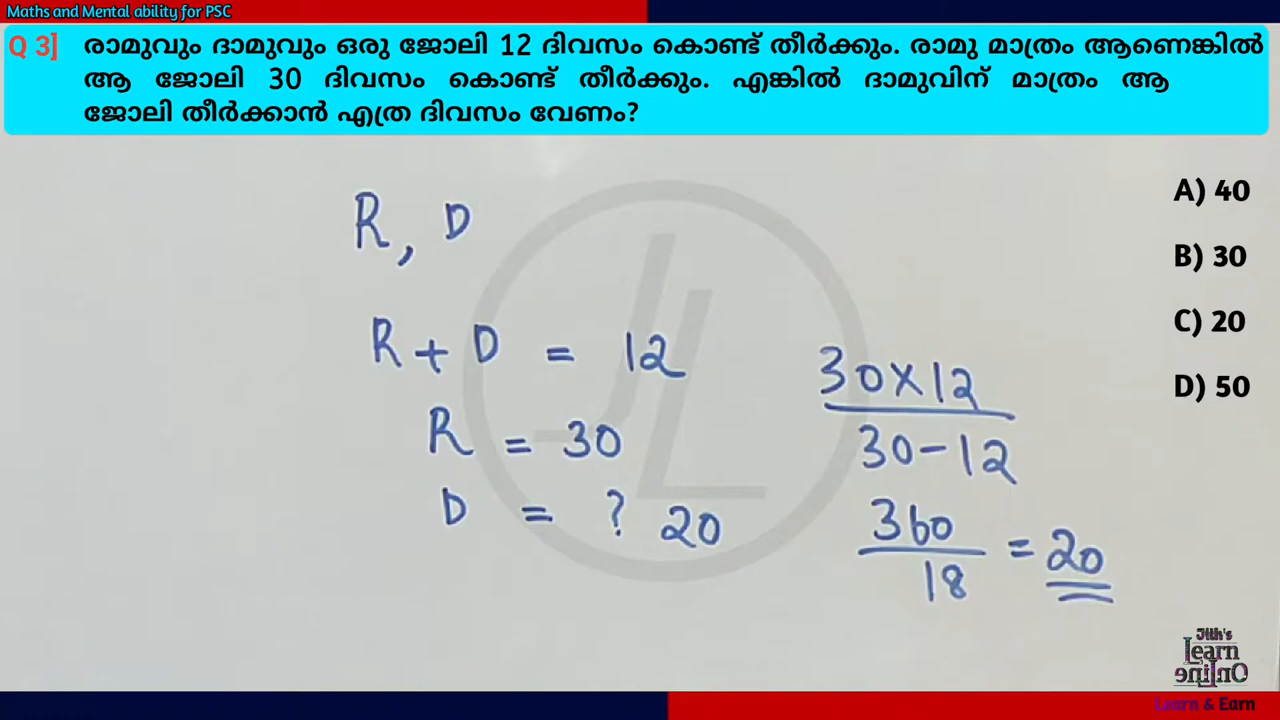 Maths and Mental ability for PSC
Q 3] രാമുവും ദാമുവും ഒരു ജോലി 12 ദിവസം കൊണ്ട് തീർക്കും. രാമു മാത്രം ആണെങ്കിൽ
ആ ജോലി 30 ദിവസം കൊണ്ട് തീർക്കും. എങ്കിൽ ദാമുവിന് മാത്രം ആ
ജോലി തീർക്കാൻ എത്ര ദിവസം വേണം?
A) 40
B) 30
C) 20
D) 50
R, D
R + D = 12
R = 30
D = ? 20
30×12
30-12
360
18
= 20
JL
Jith's
Learn
OnLine
Learn & Earn